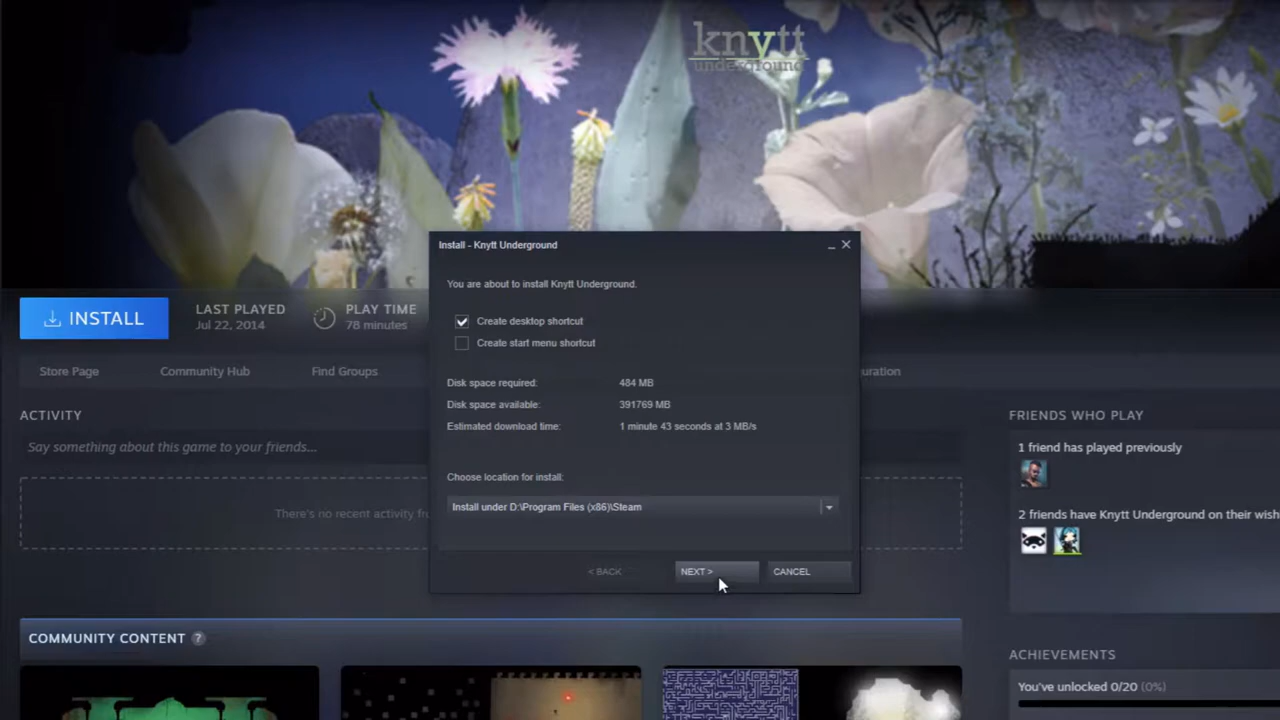 knytt
underground
Install - Knytt Underground
You are about to install Knytt Underground.
Create desktop shortcut
Create start menu shortcut
Disk space required: 484 MB
Disk space available: 391769 MB
Estimated download time: 1 minute 43 seconds at 3 MB/s
Choose location for install:
Install under D:\Program Files (x86)\Steam
< BACK NEXT > CANCEL
INSTALL
LAST PLAYED
Jul 22, 2014
PLAY TIME
78 minutes
Store Page Community Hub Find Groups uration
ACTIVITY
Say something about this game to your friends...
There's no recent activity fr
FRIENDS WHO PLAY
1 friend has played previously
2 friends have Knytt Underground on their wish
COMMUNITY CONTENT ?
ACHIEVEMENTS
You've unlocked 0/20 (0%)